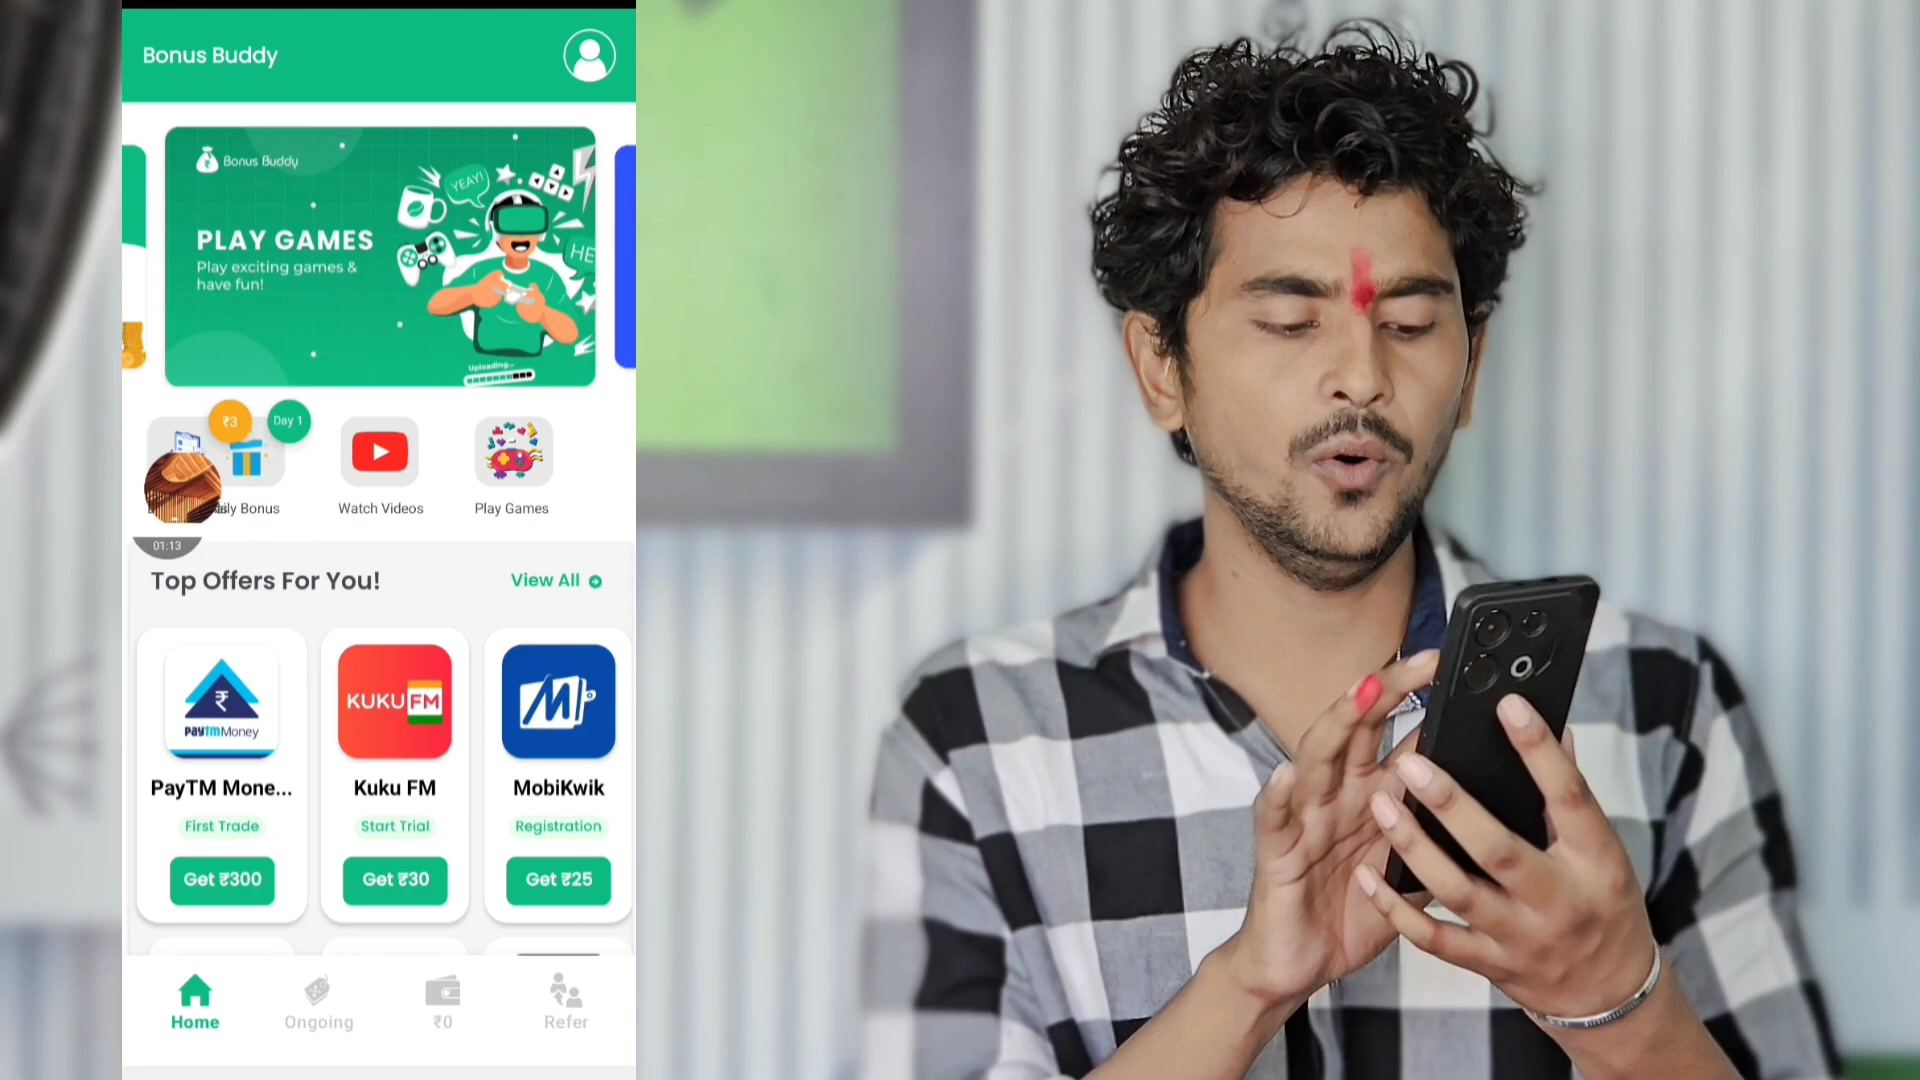 Bonus Buddy
Bonus Buddy
YEAY!
PLAY GAMES
Play exciting games &
have fun!
HE
Uploading...
₹3
Day 1
ily Bonus
Watch Videos
Play Games
01:13
Top Offers For You!
View All
₹
paytm Money
KUKU FM
PayTM Mone...
Kuku FM
MobiKwik
First Trade
Start Trial
Registration
Get ₹300
Get ₹30
Get ₹25
Home
Ongoing
₹0
Refer